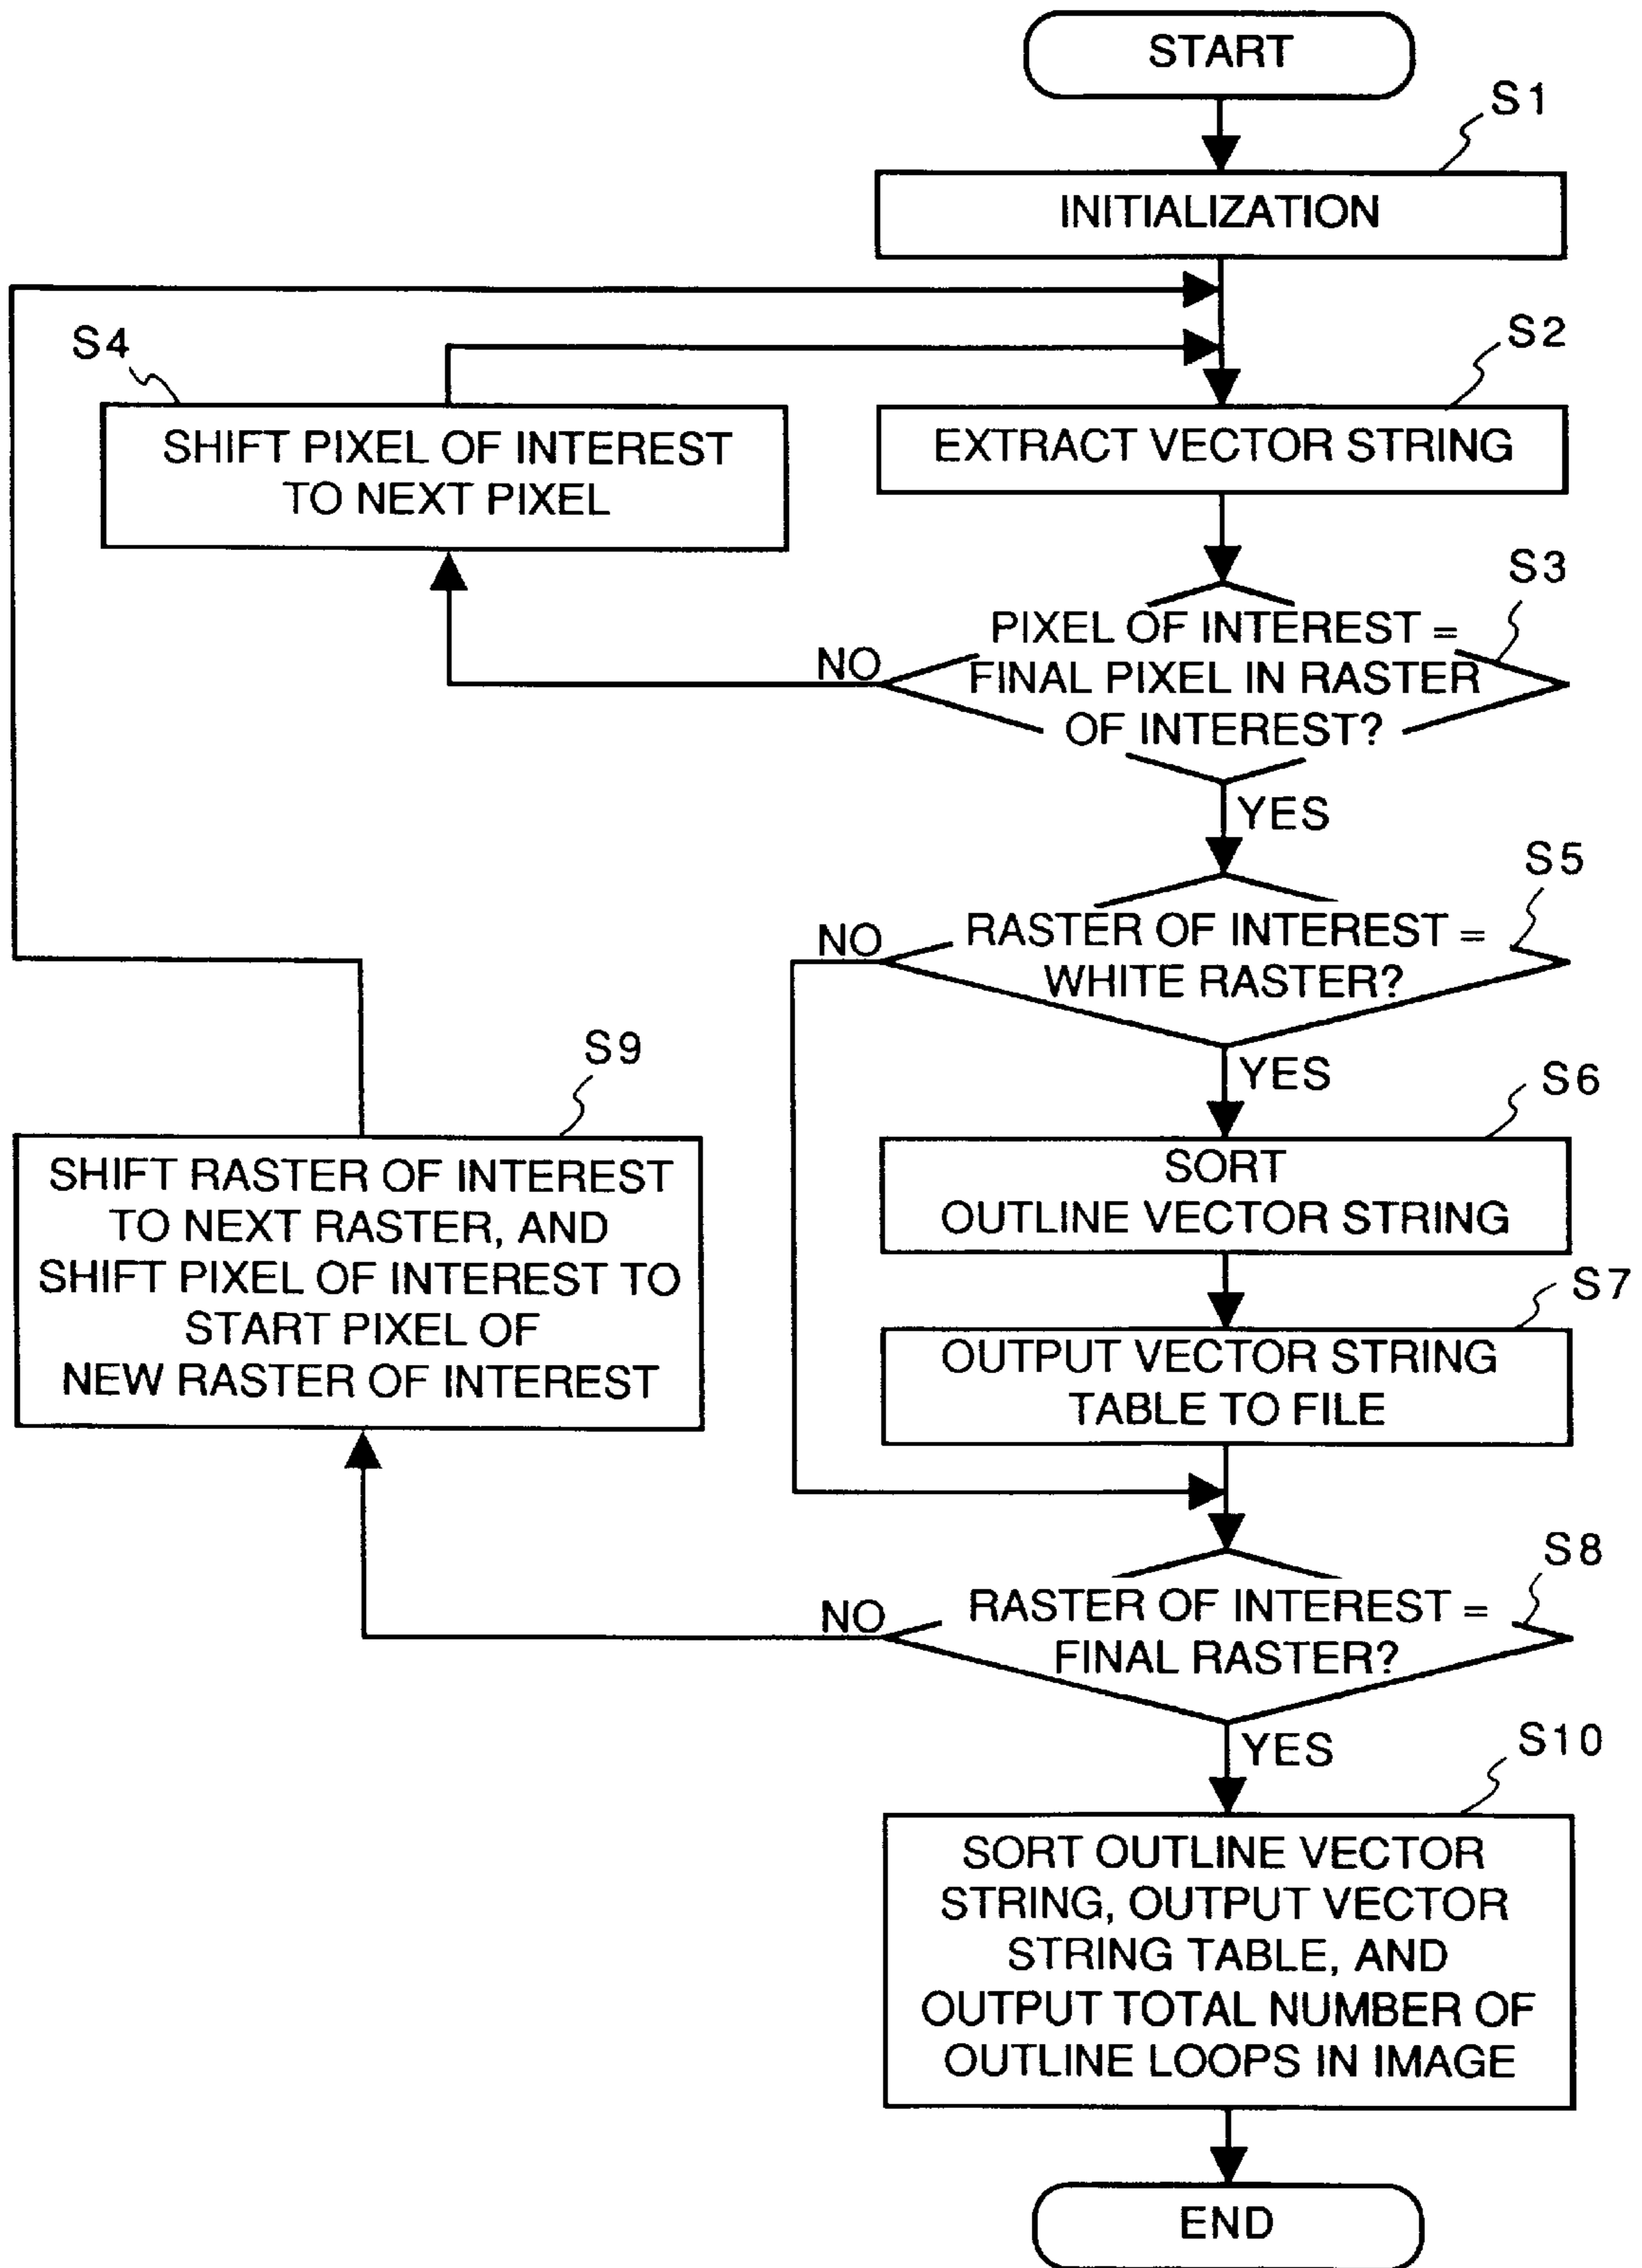 START
S1
INITIALIZATION
S4
S2
SHIFT PIXEL OF INTEREST
TO NEXT PIXEL
EXTRACT VECTOR STRING
S3
PIXEL OF INTEREST =
FINAL PIXEL IN RASTER
OF INTEREST?
NO
YES
S5
RASTER OF INTEREST =
WHITE RASTER?
NO
YES
S9
S6
SHIFT RASTER OF INTEREST
TO NEXT RASTER, AND
SHIFT PIXEL OF INTEREST TO
START PIXEL OF
NEW RASTER OF INTEREST
SORT
OUTLINE VECTOR STRING
S7
OUTPUT VECTOR STRING
TABLE TO FILE
S8
RASTER OF INTEREST =
FINAL RASTER?
NO
YES
S10
SORT OUTLINE VECTOR
STRING, OUTPUT VECTOR
STRING TABLE, AND
OUTPUT TOTAL NUMBER OF
OUTLINE LOOPS IN IMAGE
END